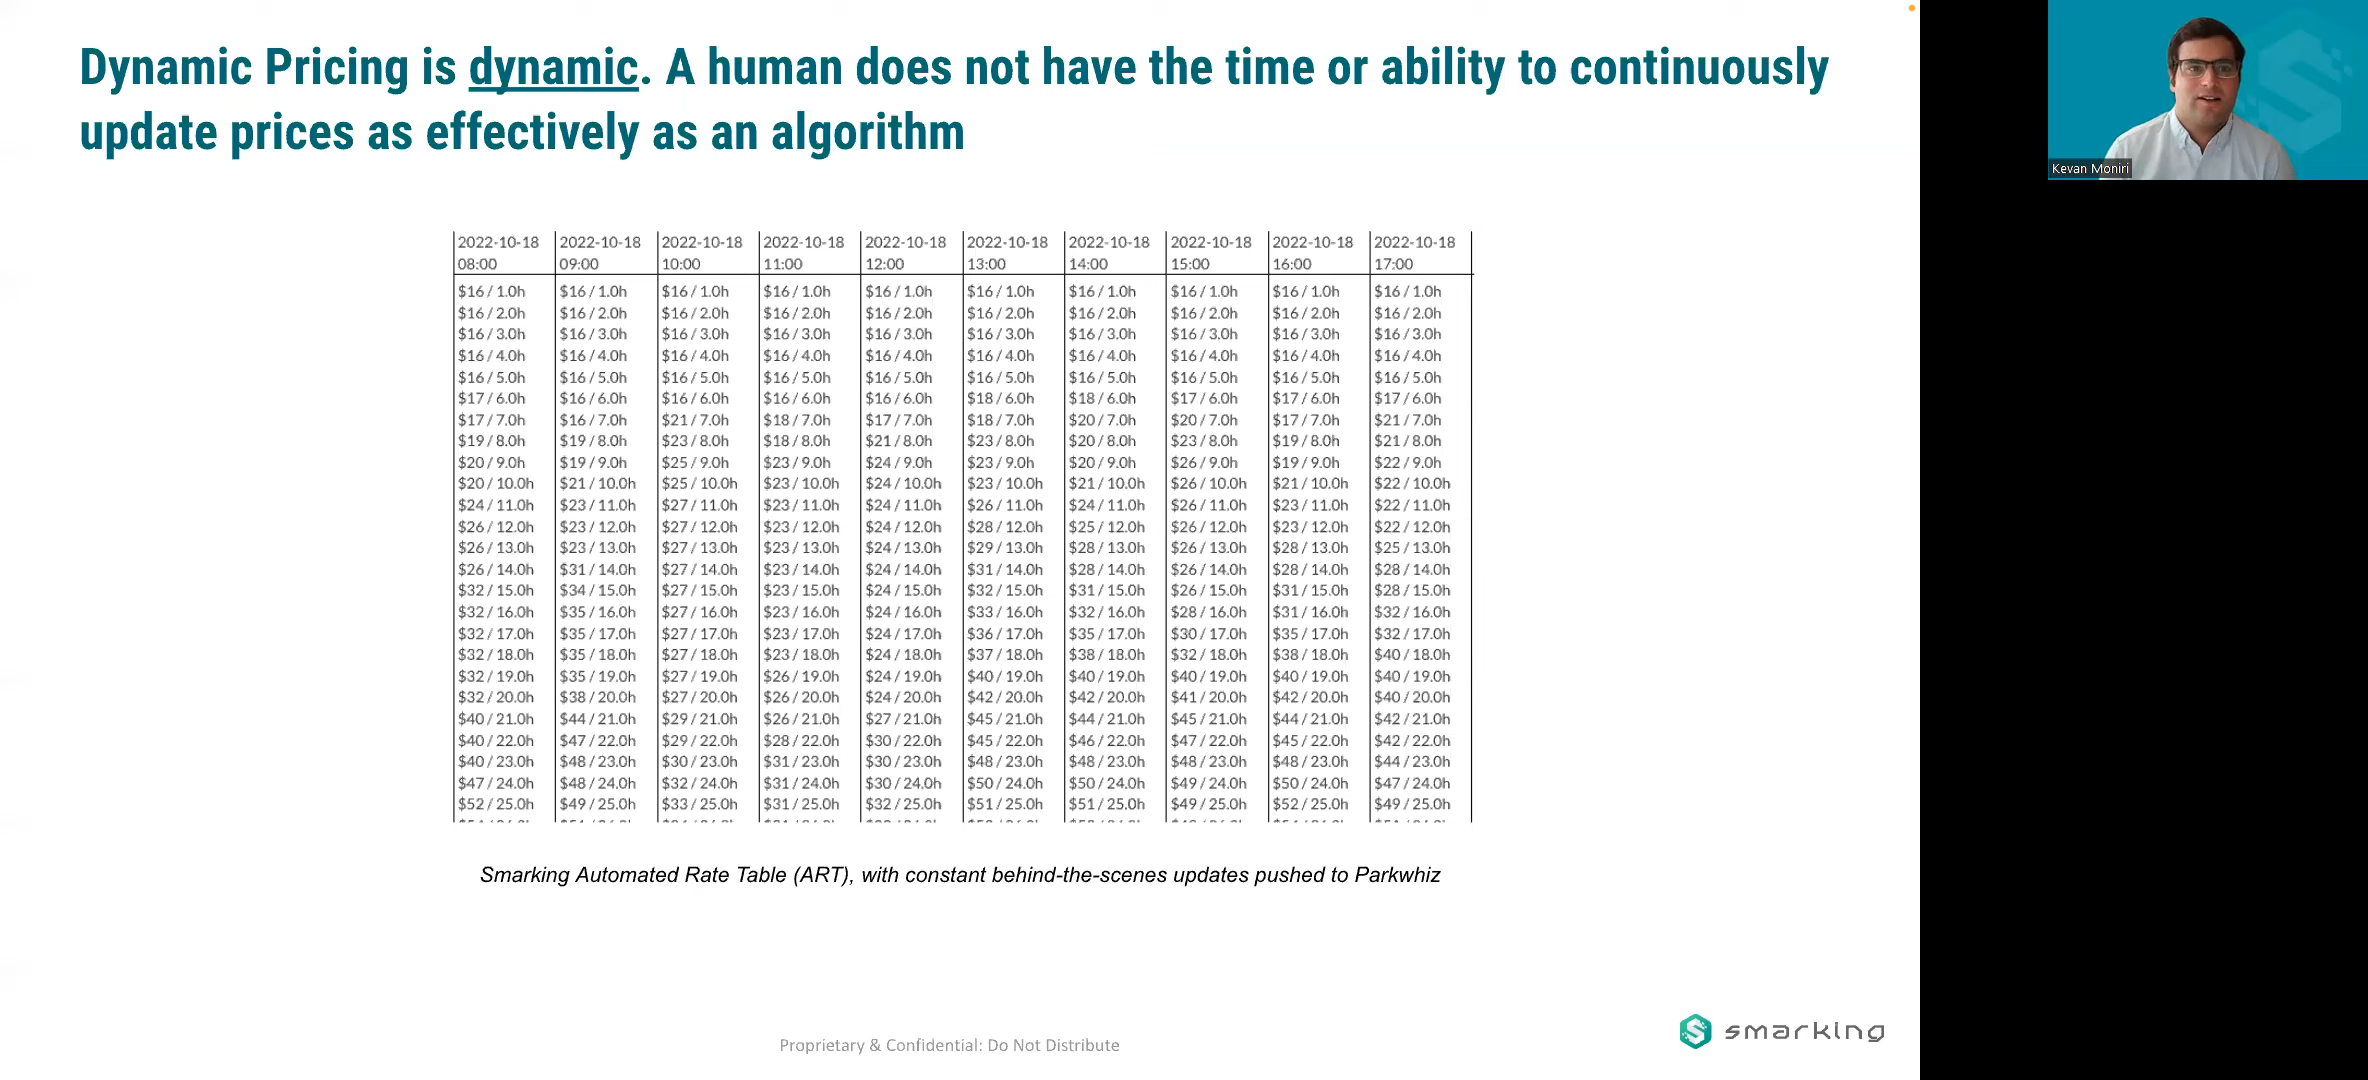 Dynamic Pricing is dynamic. A human does not have the time or ability to continuously
update prices as effectively as an algorithm
Kevan Moniri
2022-10-18 2022-10-18 2022-10-18 2022-10-18 2022-10-18 2022-10-18 2022-10-18 2022-10-18 2022-10-18 2022-10-18
08:00 09:00 10:00 11:00 12:00 13:00 14:00 15:00 16:00 17:00
$16 / 1.0h $16 / 1.0h $16 / 1.0h $16 / 1.0h $16 / 1.0h $16 / 1.0h $16 / 1.0h $16 / 1.0h $16 / 1.0h $16 / 1.0h
$16 / 2.0h $16 / 2.0h $16 / 2.0h $16 / 2.0h $16 / 2.0h $16 / 2.0h $16 / 2.0h $16 / 2.0h $16 / 2.0h $16 / 2.0h
$16 / 3.0h $16 / 3.0h $16 / 3.0h $16 / 3.0h $16 / 3.0h $16 / 3.0h $16 / 3.0h $16 / 3.0h $16 / 3.0h $16 / 3.0h
$16 / 4.0h $16 / 4.0h $16 / 4.0h $16 / 4.0h $16 / 4.0h $16 / 4.0h $16 / 4.0h $16 / 4.0h $16 / 4.0h $16 / 4.0h
$16 / 5.0h $16 / 5.0h $16 / 5.0h $16 / 5.0h $16 / 5.0h $16 / 5.0h $16 / 5.0h $16 / 5.0h $16 / 5.0h $16 / 5.0h
$17 / 6.0h $16 / 6.0h $16 / 6.0h $16 / 6.0h $16 / 6.0h $18 / 6.0h $18 / 6.0h $17 / 6.0h $17 / 6.0h $17 / 6.0h
$17 / 7.0h $16 / 7.0h $21 / 7.0h $18 / 7.0h $17 / 7.0h $18 / 7.0h $20 / 7.0h $20 / 7.0h $17 / 7.0h $21 / 7.0h
$19 / 8.0h $19 / 8.0h $23 / 8.0h $18 / 8.0h $21 / 8.0h $23 / 8.0h $20 / 8.0h $23 / 8.0h $19 / 8.0h $21 / 8.0h
$20 / 9.0h $19 / 9.0h $25 / 9.0h $23 / 9.0h $24 / 9.0h $23 / 9.0h $20 / 9.0h $26 / 9.0h $19 / 9.0h $22 / 9.0h
$20 / 10.0h $21 / 10.0h $25 / 10.0h $23 / 10.0h $24 / 10.0h $23 / 10.0h $21 / 10.0h $26 / 10.0h $21 / 10.0h $22 / 10.0h
$24 / 11.0h $23 / 11.0h $27 / 11.0h $23 / 11.0h $24 / 11.0h $26 / 11.0h $24 / 11.0h $26 / 11.0h $23 / 11.0h $22 / 11.0h
$26 / 12.0h $23 / 12.0h $27 / 12.0h $23 / 12.0h $24 / 12.0h $28 / 12.0h $25 / 12.0h $26 / 12.0h $23 / 12.0h $22 / 12.0h
$26 / 13.0h $23 / 13.0h $27 / 13.0h $23 / 13.0h $24 / 13.0h $29 / 13.0h $28 / 13.0h $26 / 13.0h $28 / 13.0h $25 / 13.0h
$26 / 14.0h $31 / 14.0h $27 / 14.0h $23 / 14.0h $24 / 14.0h $31 / 14.0h $28 / 14.0h $26 / 14.0h $28 / 14.0h $28 / 14.0h
$32 / 15.0h $34 / 15.0h $27 / 15.0h $23 / 15.0h $24 / 15.0h $32 / 15.0h $31 / 15.0h $26 / 15.0h $31 / 15.0h $28 / 15.0h
$32 / 16.0h $35 / 16.0h $27 / 16.0h $23 / 16.0h $24 / 16.0h $33 / 16.0h $32 / 16.0h $28 / 16.0h $31 / 16.0h $32 / 16.0h
$32 / 17.0h $35 / 17.0h $27 / 17.0h $23 / 17.0h $24 / 17.0h $36 / 17.0h $35 / 17.0h $30 / 17.0h $35 / 17.0h $32 / 17.0h
$32 / 18.0h $35 / 18.0h $27 / 18.0h $23 / 18.0h $24 / 18.0h $37 / 18.0h $38 / 18.0h $32 / 18.0h $38 / 18.0h $40 / 18.0h
$32 / 19.0h $35 / 19.0h $27 / 19.0h $26 / 19.0h $24 / 19.0h $40 / 19.0h $40 / 19.0h $40 / 19.0h $40 / 19.0h $40 / 19.0h
$32 / 20.0h $38 / 20.0h $27 / 20.0h $26 / 20.0h $24 / 20.0h $42 / 20.0h $42 / 20.0h $41 / 20.0h $42 / 20.0h $40 / 20.0h
$40 / 21.0h $44 / 21.0h $29 / 21.0h $26 / 21.0h $27 / 21.0h $45 / 21.0h $44 / 21.0h $45 / 21.0h $44 / 21.0h $42 / 21.0h
$40 / 22.0h $47 / 22.0h $29 / 22.0h $28 / 22.0h $30 / 22.0h $45 / 22.0h $46 / 22.0h $47 / 22.0h $45 / 22.0h $42 / 22.0h
$40 / 23.0h $48 / 23.0h $30 / 23.0h $31 / 23.0h $30 / 23.0h $48 / 23.0h $48 / 23.0h $48 / 23.0h $48 / 23.0h $44 / 23.0h
$47 / 24.0h $48 / 24.0h $32 / 24.0h $31 / 24.0h $30 / 24.0h $50 / 24.0h $50 / 24.0h $49 / 24.0h $50 / 24.0h $47 / 24.0h
$52 / 25.0h $49 / 25.0h $33 / 25.0h $31 / 25.0h $32 / 25.0h $51 / 25.0h $51 / 25.0h $49 / 25.0h $52 / 25.0h $49 / 25.0h
Smarking Automated Rate Table (ART), with constant behind-the-scenes updates pushed to Parkwhiz
Proprietary & Confidential: Do Not Distribute
smarking